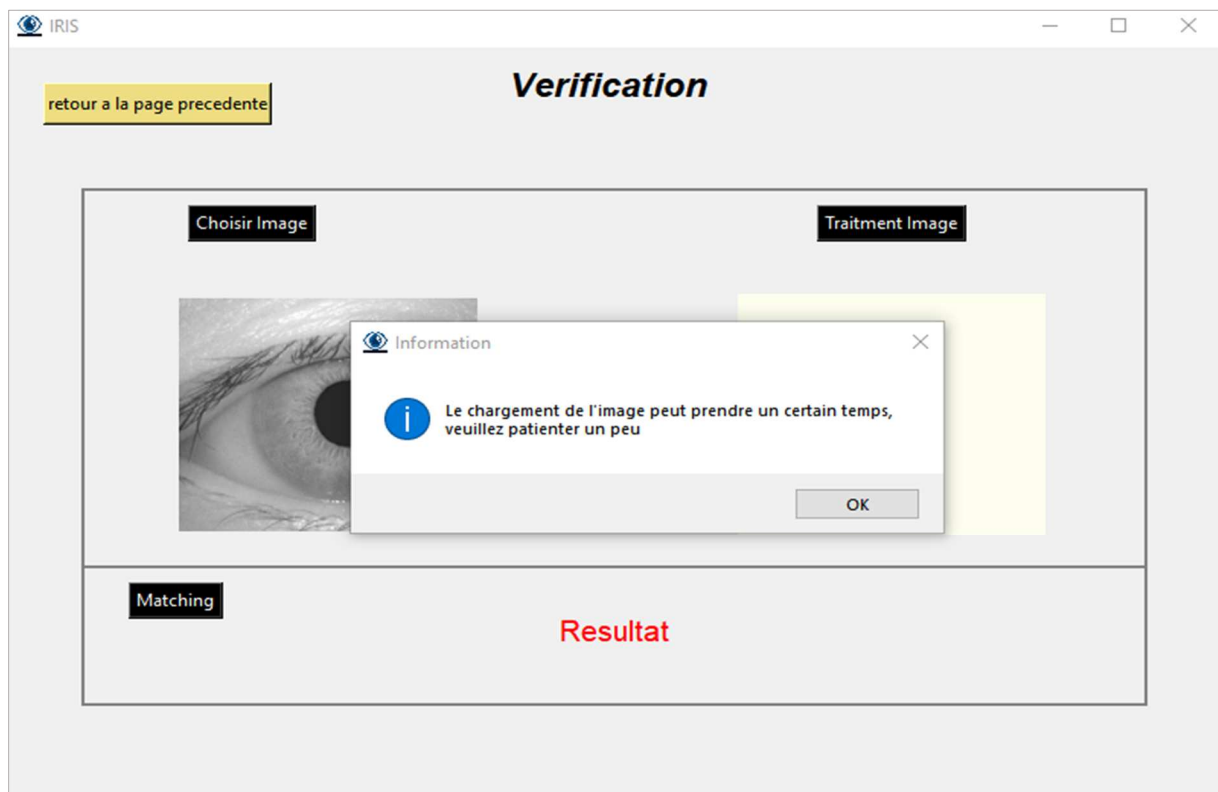 IRIS
Verification
retour a la page precedente
Choisir Image
Traitment Image
Information
Le chargement de l'image peut prendre un certain temps,
veuillez patienter un peu
OK
Matching
Resultat